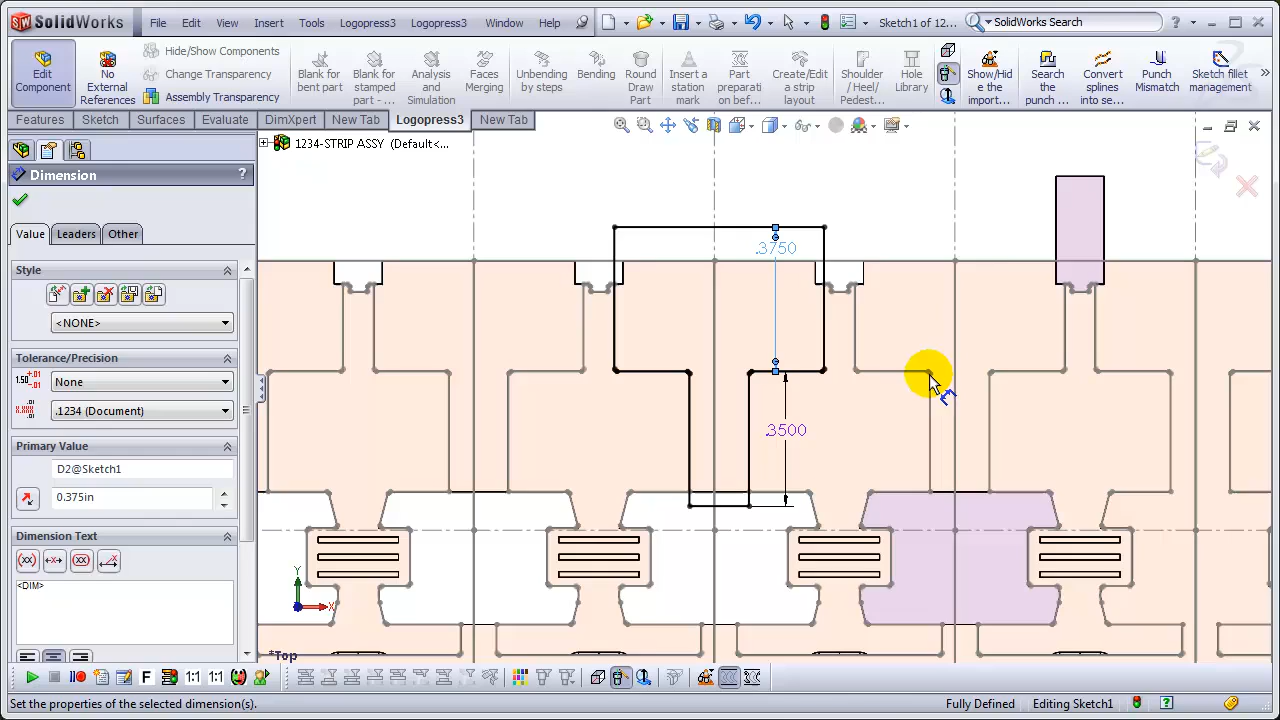 SolidWorks File Edit View Insert Tools Logopress3 Logopress3 Window Help Sketch1 of 12... SolidWorks Search
Edit Component
No External References
Hide/Show Components
Change Transparency
Assembly Transparency
Blank for bent part
Blank for stamped part - ...
Analysis and Simulation
Faces Merging
Unbending by steps
Bending
Round Draw Part
Insert a station mark
Part preparati on bef...
Create/Edit a strip layout
Shoulder / Heel/ Pedest...
Hole Library
Show/Hid e the import...
Search the punch ...
Convert splines into se...
Punch Mismatch
Sketch fillet management
Features Sketch Surfaces Evaluate DimXpert New Tab Logopress3 New Tab
1234-STRIP ASSY (Default<...
Dimension ?
Value Leaders Other
Style
<NONE>
Tolerance/Precision
None
.1234 (Document)
Primary Value
D2@Sketch1
0.375in
Dimension Text
<DIM>
.3750
.3500
Y
X
*Top
F 1:1 1:1
Set the properties of the selected dimension(s). Fully Defined Editing Sketch1